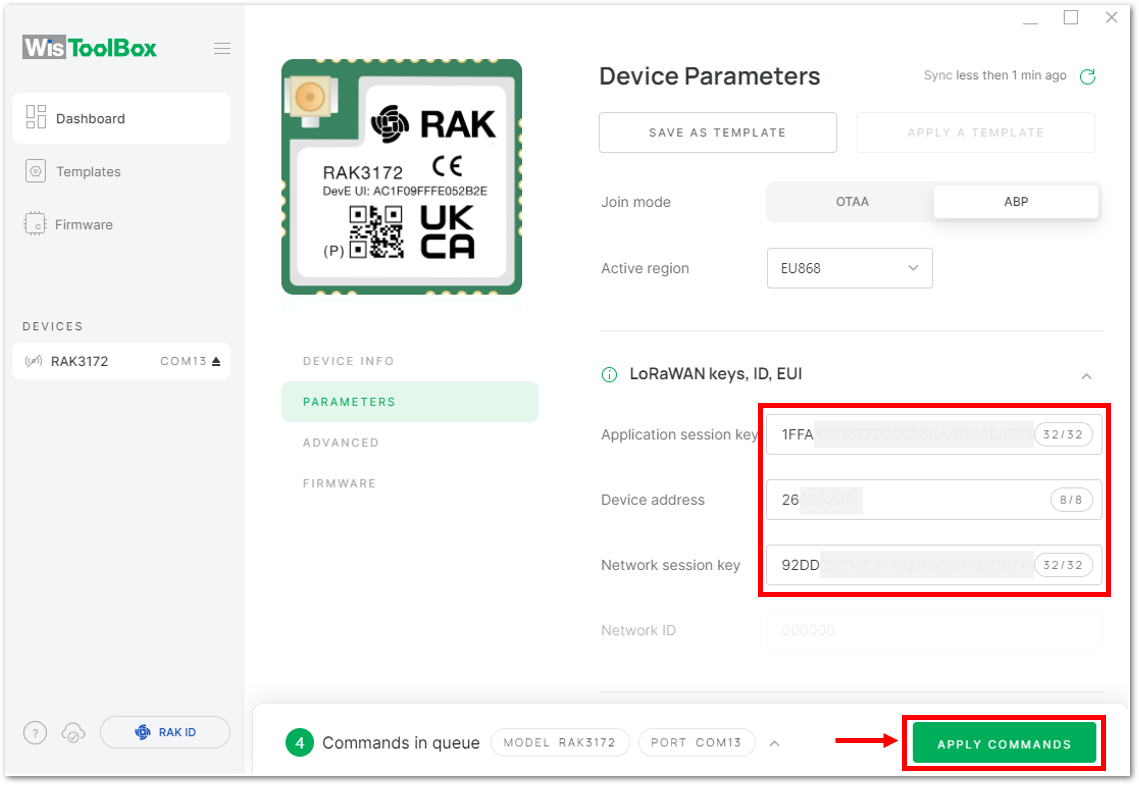 WisToolBox
Dashboard
Templates
Firmware
DEVICES
RAK3172 COM13
? RAK ID
RAK
RAK3172
DevE UI: AC1F09FFFE052B2E
(P)
UK
CA
DEVICE INFO
PARAMETERS
ADVANCED
FIRMWARE
Device Parameters
Sync less then 1 min ago
SAVE AS TEMPLATE APPLY A TEMPLATE
Join mode OTAA ABP
Active region EU868
LoRaWAN keys, ID, EUI
Application session key 1FFA 32/32
Device address 26 8/8
Network session key 92DD 32/32
Network ID 000000
4 Commands in queue MODEL RAK3172 PORT COM13 APPLY COMMANDS